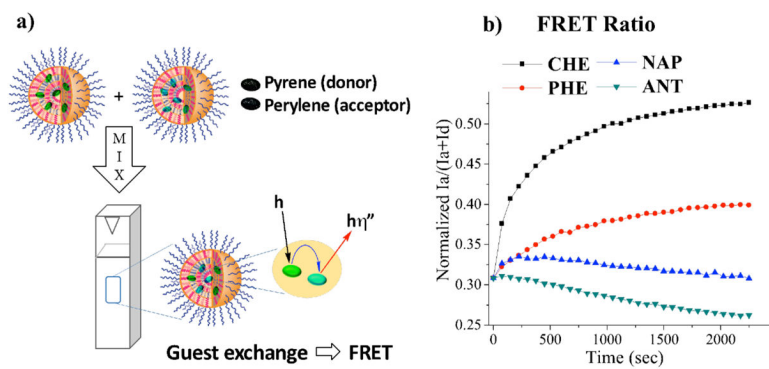 a)
+
Pyrene (donor)
Perylene (acceptor)
M
I
X
h
hη"
Guest exchange ⇨ FRET
b) FRET Ratio
CHE NAP
PHE ANT
Normalized Ia/(Ia+Id)
0.50
0.45
0.40
0.35
0.30
0.25
0 500 1000 1500 2000
Time (sec)